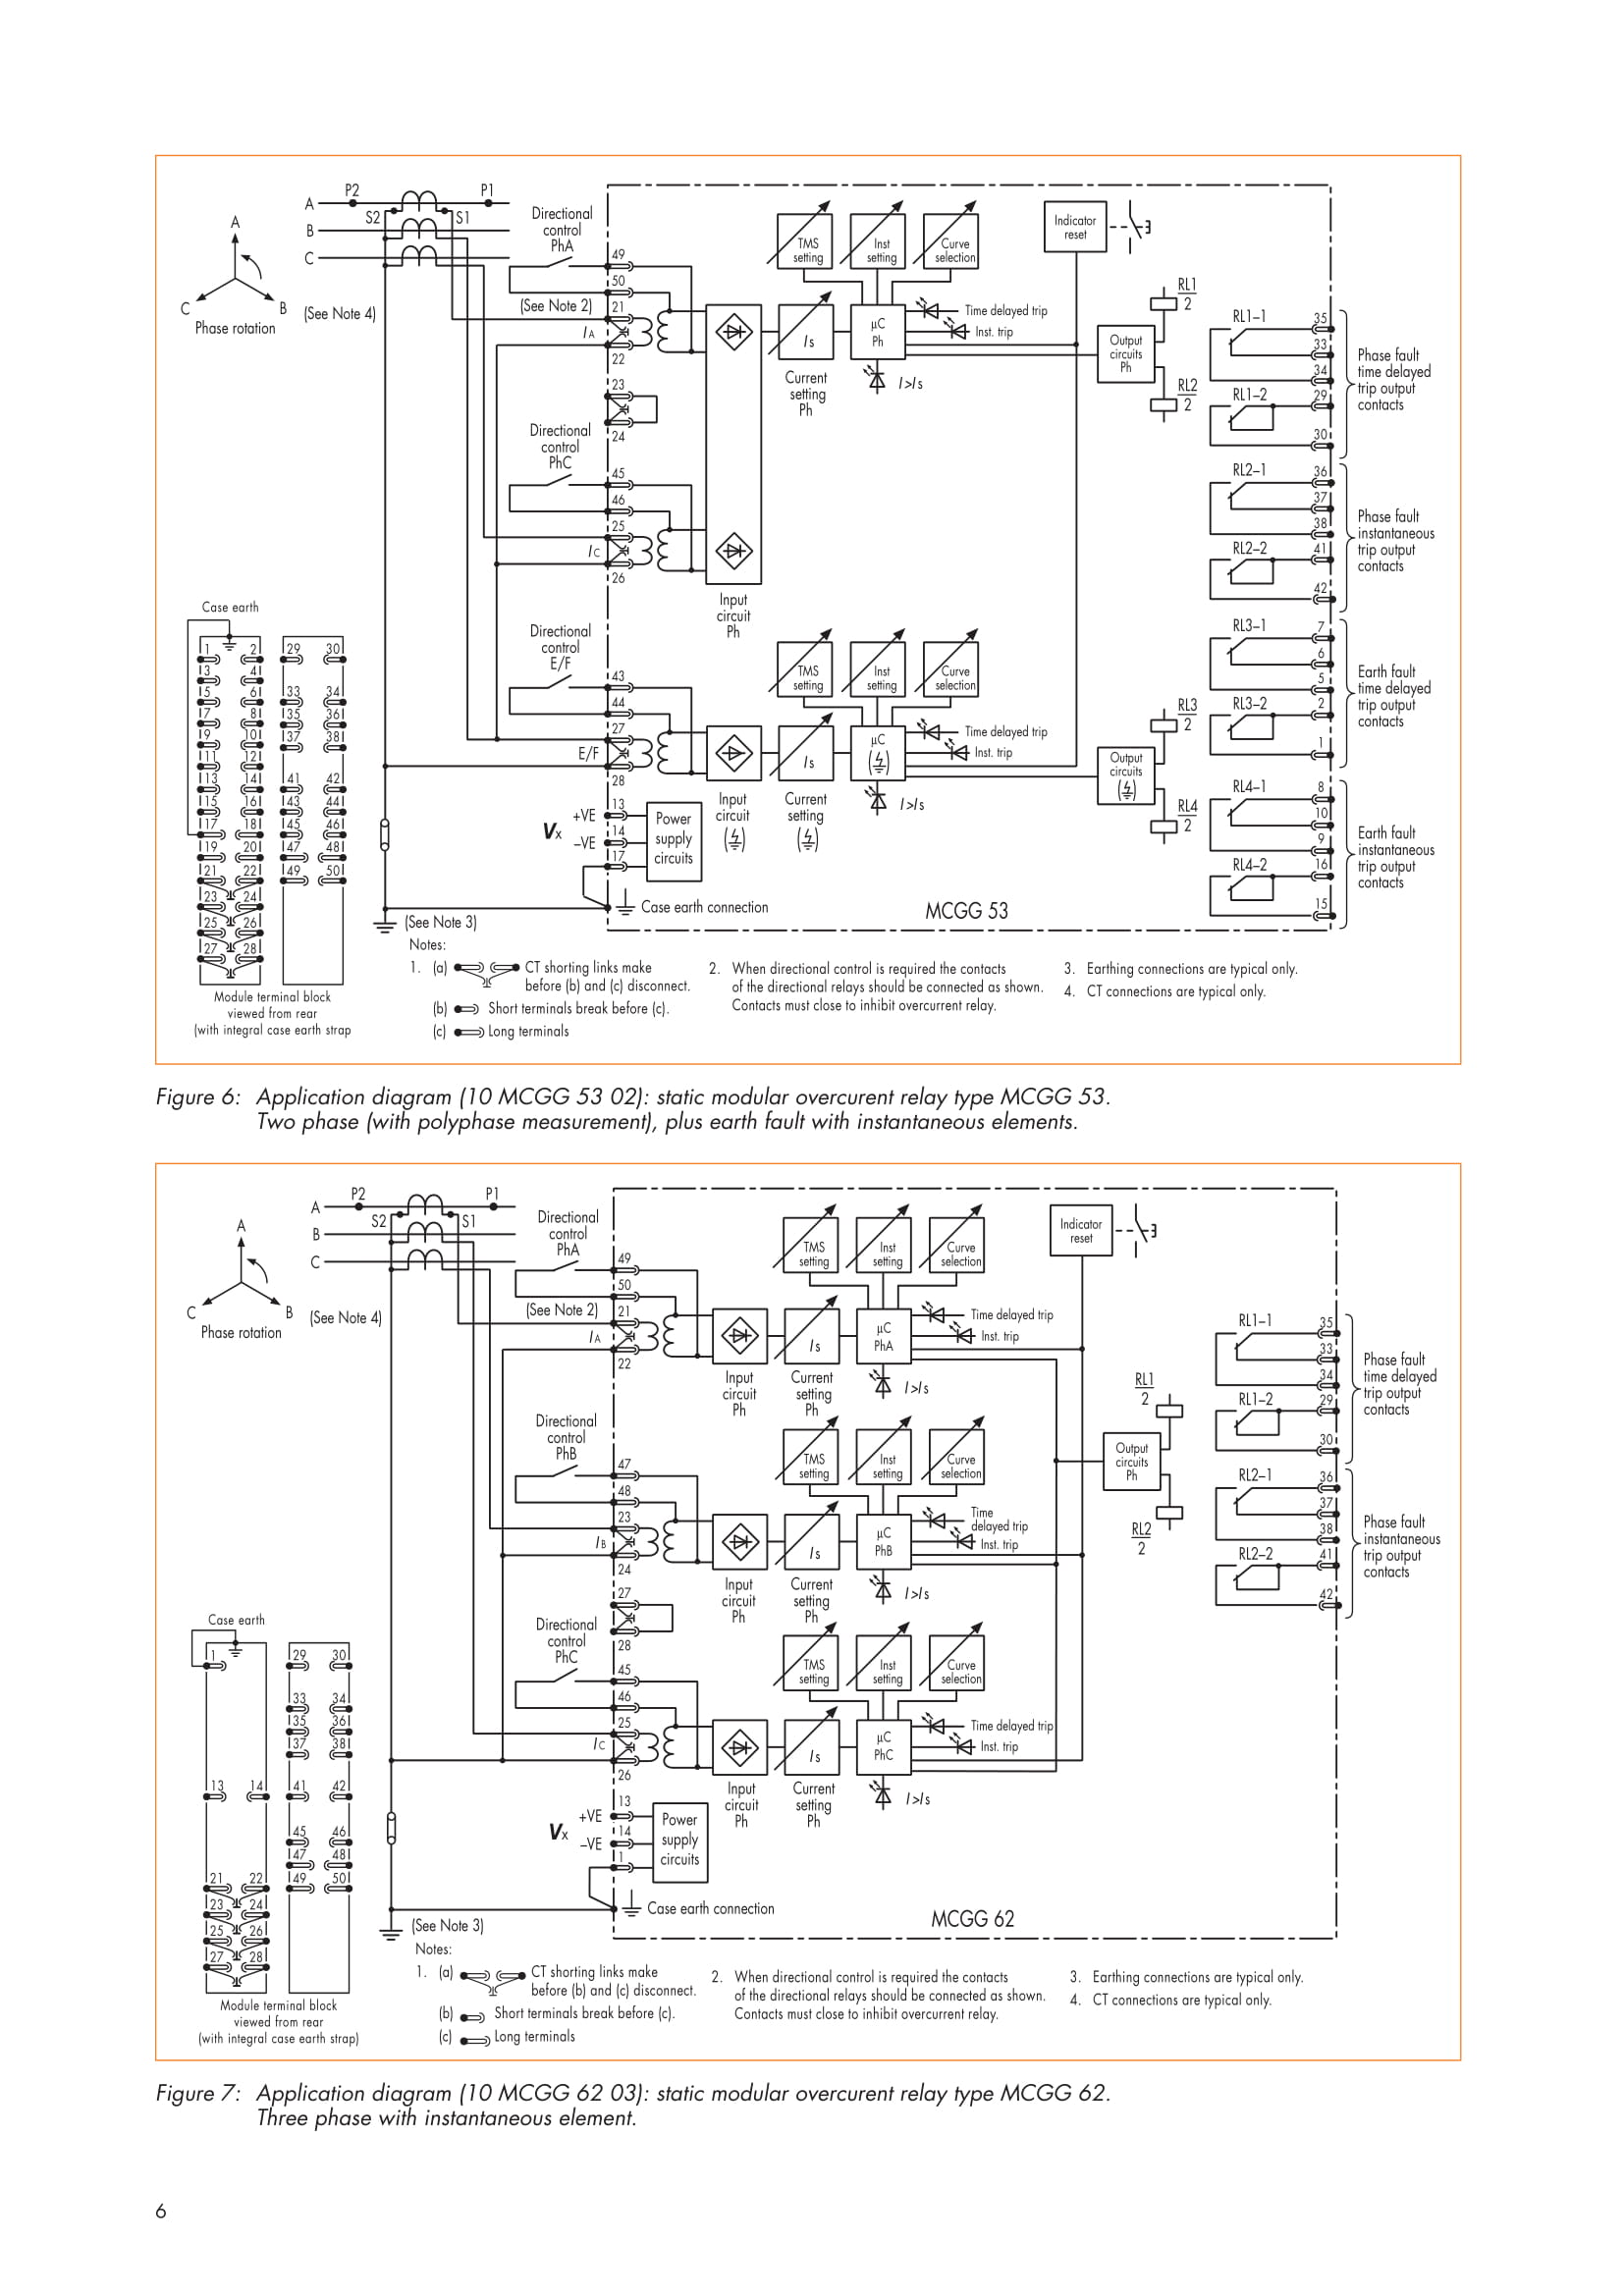 A
C
B
Phase rotation
A
B
C
P2
P1
S2
S1
(See Note 4)
Directional
control
PhA
(See Note 2)
49
50
21
IA
22
23
24
Directional
control
PhC
45
46
25
IC
26
Directional
control
E/F
43
44
27
E/F
28
13
+VE
14
–VE
17
Vx
Power
supply
circuits
Case earth connection
Input
circuit
Ph
TMS
setting
Inst
setting
Curve
selection
Is
Current
setting
Ph
µC
Ph
Time delayed trip
Inst. trip
I>Is
Indicator
reset
Output
circuits
Ph
RL1
2
RL2
2
TMS
setting
Inst
setting
Curve
selection
Input
circuit
Is
Current
setting
µC
Time delayed trip
Inst. trip
I>Is
Output
circuits
RL3
2
RL4
2
MCGG 53
RL1–1
35
33
34
RL1–2
29
30
Phase fault
time delayed
trip output
contacts
RL2–1
36
37
38
RL2–2
41
42
Phase fault
instantaneous
trip output
contacts
RL3–1
7
6
5
RL3–2
2
1
Earth fault
time delayed
trip output
contacts
RL4–1
8
10
9
RL4–2
16
15
Earth fault
instantaneous
trip output
contacts
Case earth
1 2 29 30
3 4
5 6 33 34
7 8 35 36
9 10 37 38
11 12
13 14 41 42
15 16 43 44
17 18 45 46
19 20 47 48
21 22 49 50
23 24
25 26
27 28
Module terminal block
viewed from rear
(with integral case earth strap
(See Note 3)
Notes:
1. (a) CT shorting links make
before (b) and (c) disconnect.
(b) Short terminals break before (c).
(c) Long terminals
2. When directional control is required the contacts
of the directional relays should be connected as shown.
Contacts must close to inhibit overcurrent relay.
3. Earthing connections are typical only.
4. CT connections are typical only.
Figure 6: Application diagram (10 MCGG 53 02): static modular overcurent relay type MCGG 53.
Two phase (with polyphase measurement), plus earth fault with instantaneous elements.
A
C
B
Phase rotation
A
B
C
P2
P1
S2
S1
(See Note 4)
Directional
control
PhA
(See Note 2)
49
50
21
IA
22
Directional
control
PhB
47
48
23
IB
24
27
28
Directional
control
PhC
45
46
25
IC
26
13
+VE
14
–VE
1
Vx
Power
supply
circuits
Case earth connection
TMS
setting
Inst
setting
Curve
selection
Input
circuit
Ph
Is
Current
setting
Ph
µC
PhA
Time delayed trip
Inst. trip
I>Is
TMS
setting
Inst
setting
Curve
selection
Input
circuit
Ph
Is
Current
setting
Ph
µC
PhB
Time
delayed trip
Inst. trip
I>Is
TMS
setting
Inst
setting
Curve
selection
Input
circuit
Ph
Is
Current
setting
Ph
µC
PhC
Time delayed trip
Inst. trip
I>Is
Indicator
reset
Output
circuits
Ph
RL1
2
RL2
2
MCGG 62
RL1–1
35
33
34
RL1–2
29
30
Phase fault
time delayed
trip output
contacts
RL2–1
36
37
38
RL2–2
41
42
Phase fault
instantaneous
trip output
contacts
Case earth
1 29 30
33 34
35 36
37 38
13 14 41 42
45 46
47 48
21 22 49 50
23 24
25 26
27 28
Module terminal block
viewed from rear
(with integral case earth strap)
(See Note 3)
Notes:
1. (a) CT shorting links make
before (b) and (c) disconnect.
(b) Short terminals break before (c).
(c) Long terminals
2. When directional control is required the contacts
of the directional relays should be connected as shown.
Contacts must close to inhibit overcurrent relay.
3. Earthing connections are typical only.
4. CT connections are typical only.
Figure 7: Application diagram (10 MCGG 62 03): static modular overcurent relay type MCGG 62.
Three phase with instantaneous element.
6